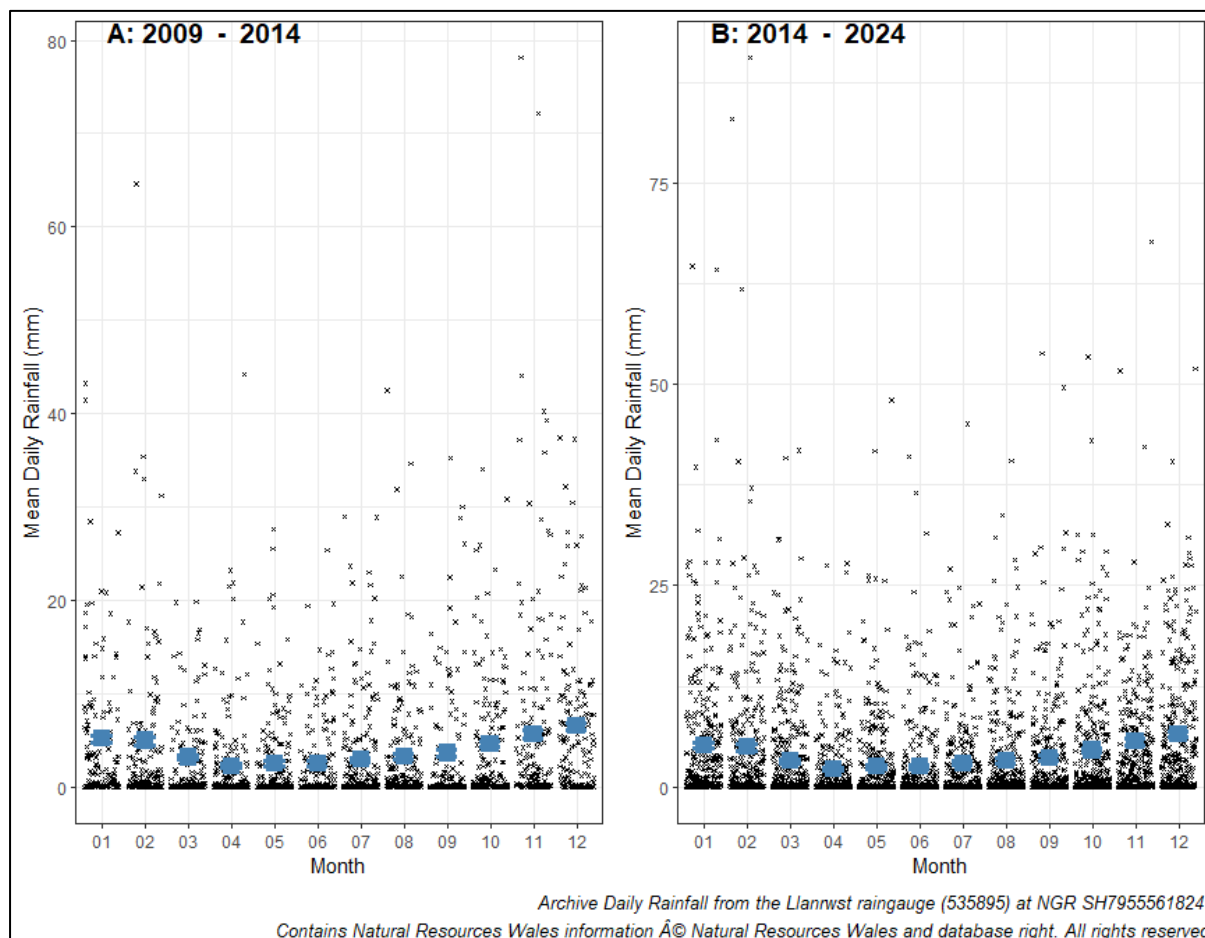 A: 2009 - 2014
Mean Daily Rainfall (mm)
80
60
40
20
0
01 02 03 04 05 06 07 08 09 10 11 12
Month
B: 2014 - 2024
Mean Daily Rainfall (mm)
75
50
25
0
01 02 03 04 05 06 07 08 09 10 11 12
Month
Archive Daily Rainfall from the Llanrwst raingauge (535895) at NGR SH7955561824
Contains Natural Resources Wales information Â© Natural Resources Wales and database right. All rights reserved